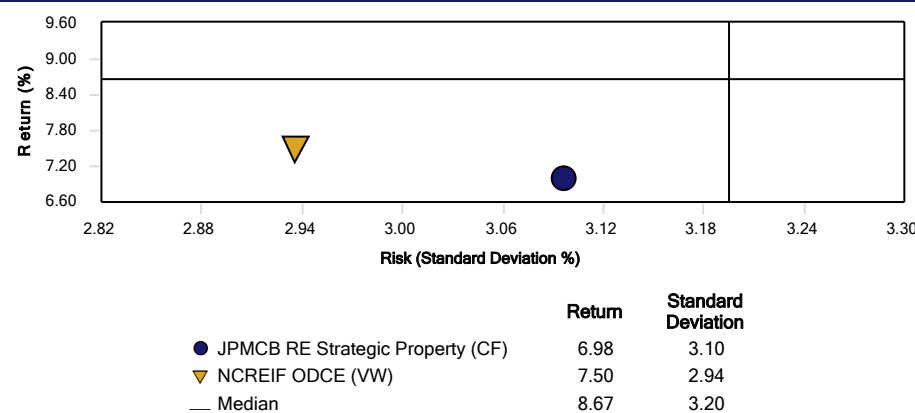 9.60
9.00
8.40
7.80
7.20
6.60
Return (%)
2.82 2.88 2.94 3.00 3.06 3.12 3.18 3.24 3.30
Risk (Standard Deviation %)
Return Standard Deviation
JPMCB RE Strategic Property (CF) 6.98 3.10
NCREIF ODCE (VW) 7.50 2.94
Median 8.67 3.20